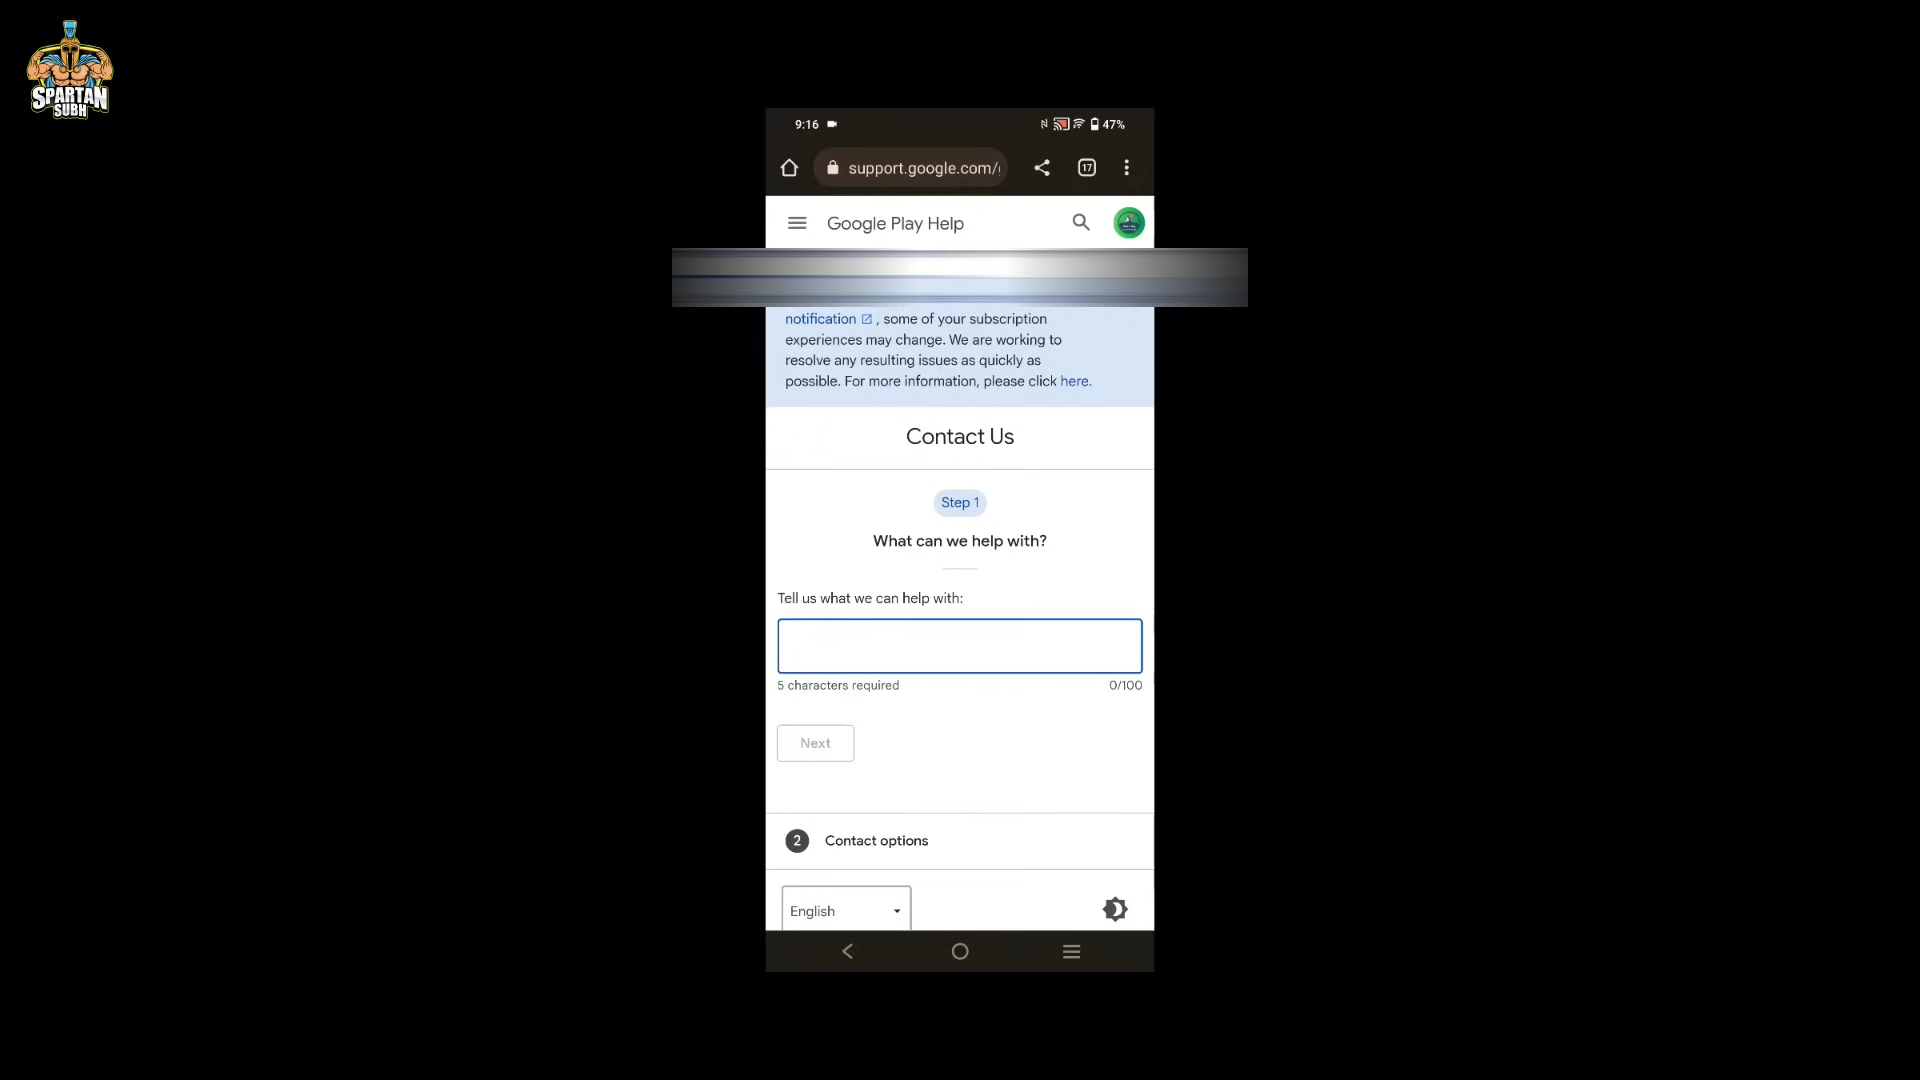 SPARTAN
SUBH
9:16
47%
support.google.com/
17
Google Play Help
notification , some of your subscription
experiences may change. We are working to
resolve any resulting issues as quickly as
possible. For more information, please click here.
Contact Us
Step 1
What can we help with?
Tell us what we can help with:
5 characters required
0/100
Next
2
Contact options
English